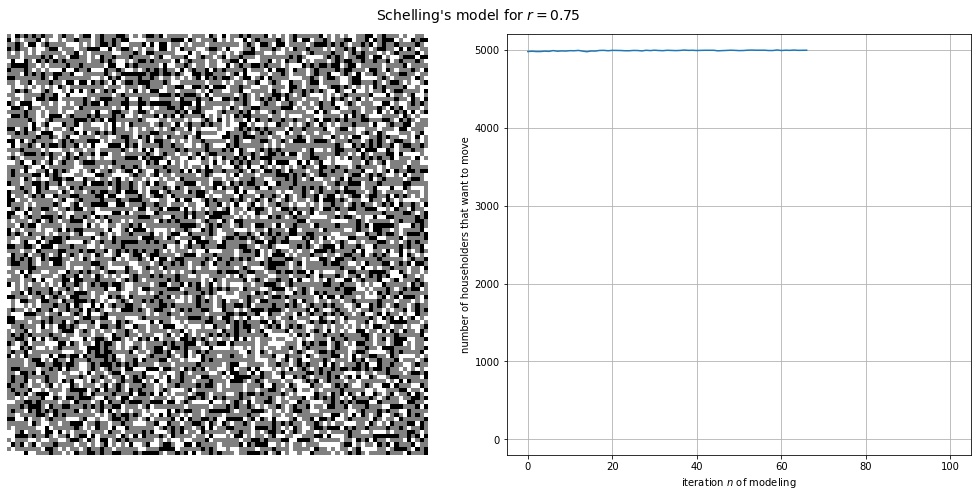 Schelling's model for r = 0.75
number of householders that want to move
5000
4000
3000
2000
1000
0
0 20 40 60 80 100
iteration n of modeling